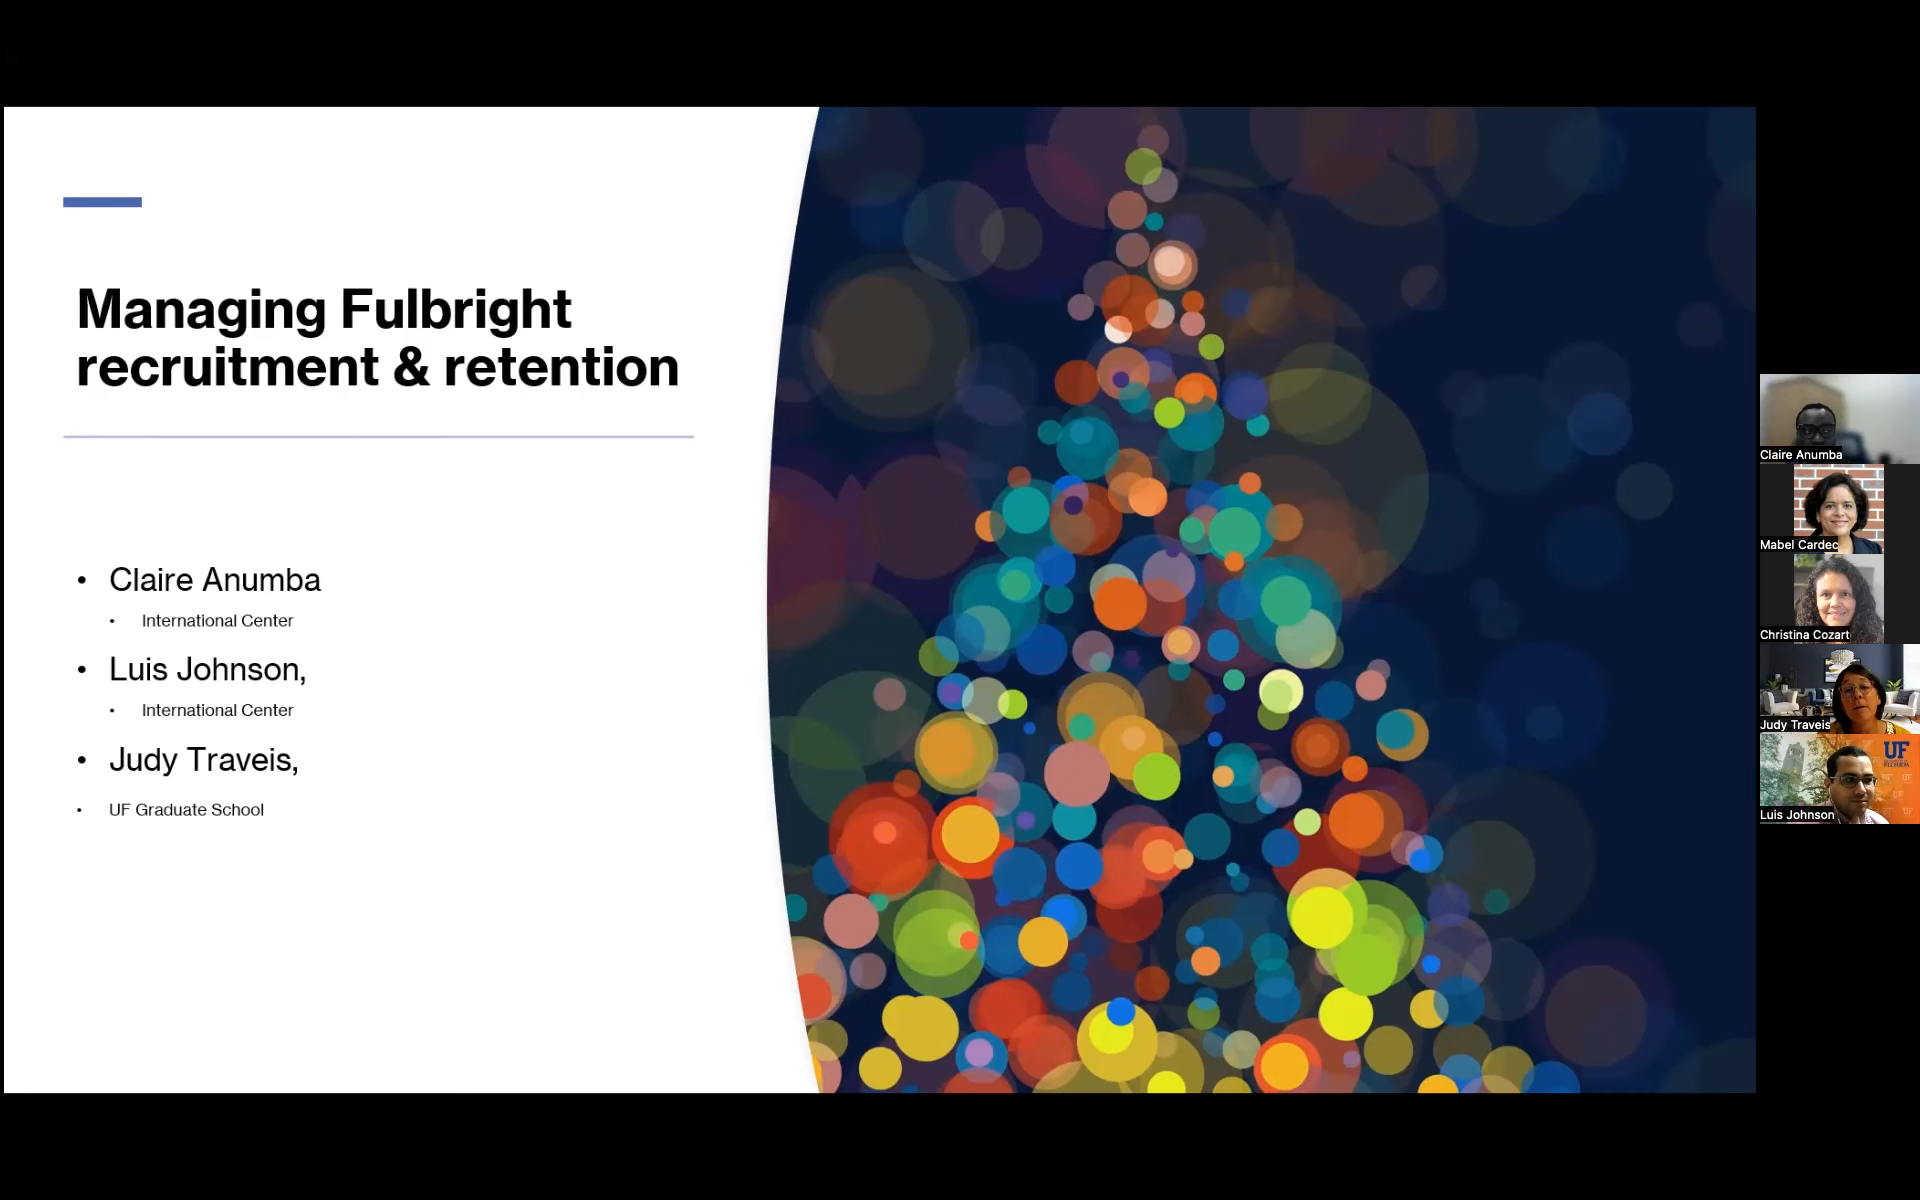 Managing Fulbright
recruitment & retention
• Claire Anumba
• International Center
• Luis Johnson,
• International Center
• Judy Traveis,
• UF Graduate School
Claire Anumba
Mabel Cardec
Christina Cozart
Judy Traveis
UF
Luis Johnson